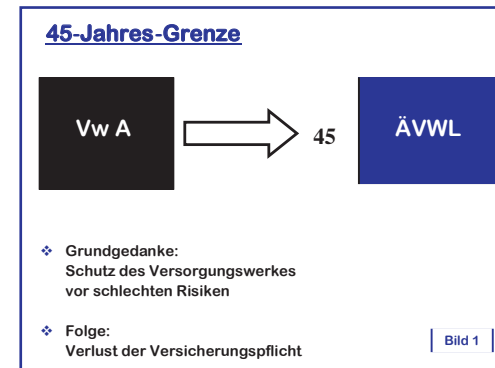 45-Jahres-Grenze
Vw A
45
ÄVWL
❖ Grundgedanke:
Schutz des Versorgungswerkes
vor schlechten Risiken
❖ Folge:
Verlust der Versicherungspflicht
Bild 1